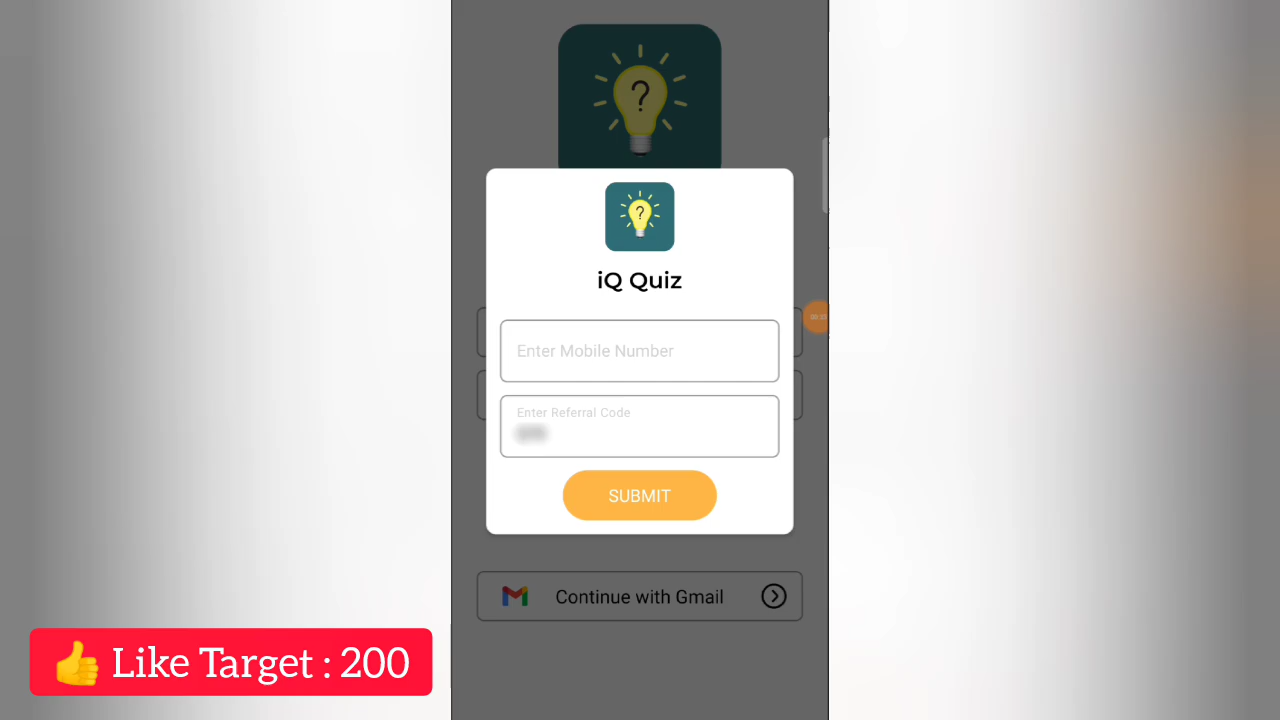 ?
?
iQ Quiz
Enter Mobile Number
Enter Referral Code
SUBMIT
Continue with Gmail
Like Target : 200